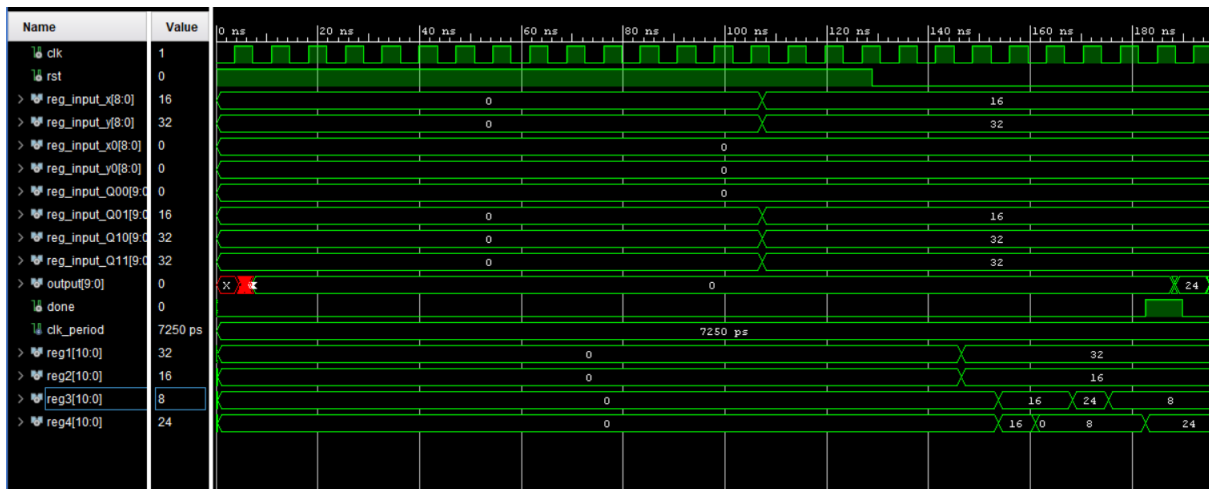 Name Value 0 ns 20 ns 40 ns 60 ns 80 ns 100 ns 120 ns 140 ns 160 ns 180 ns
clk 1
rst 0
reg_input_x[8:0] 16 0 16
reg_input_y[8:0] 32 0 32
reg_input_x0[8:0] 0 0
reg_input_y0[8:0] 0 0
reg_input_Q00[9:0 0 0
reg_input_Q01[9:0 16 0 16
reg_input_Q10[9:0 32 0 32
reg_input_Q11[9:0 32 0 32
output[9:0] 0 X 0 24
done 0
clk_period 7250 ps 7250 ps
reg1[10:0] 32 0 32
reg2[10:0] 16 0 16
reg3[10:0] 8 0 16 24 8
reg4[10:0] 24 0 16 0 8 24